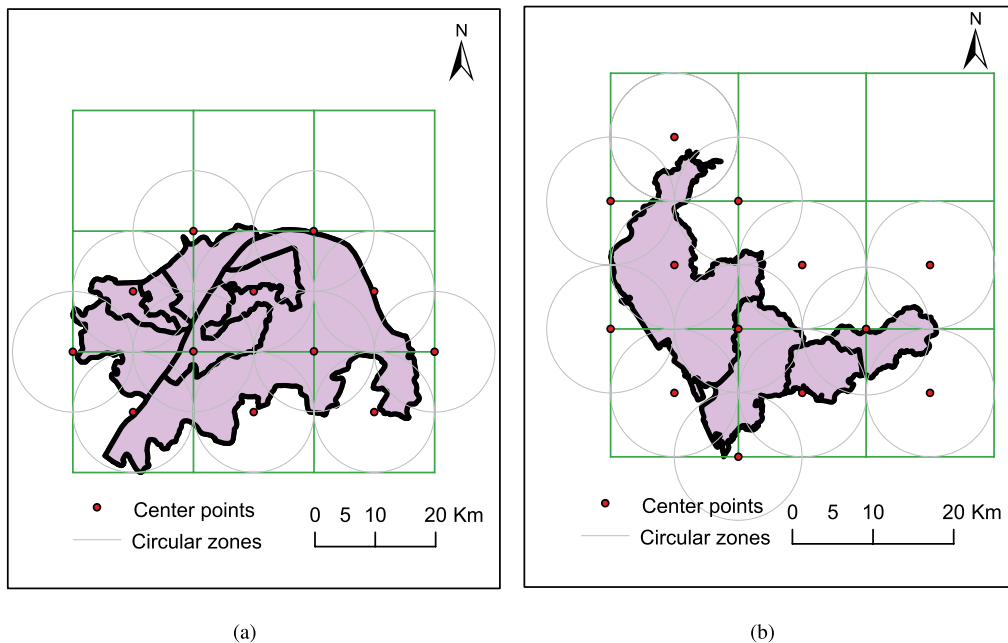 N
Center points
Circular zones
0 5 10 20 Km
(a)
N
Center points
Circular zones
0 5 10 20 Km
(b)